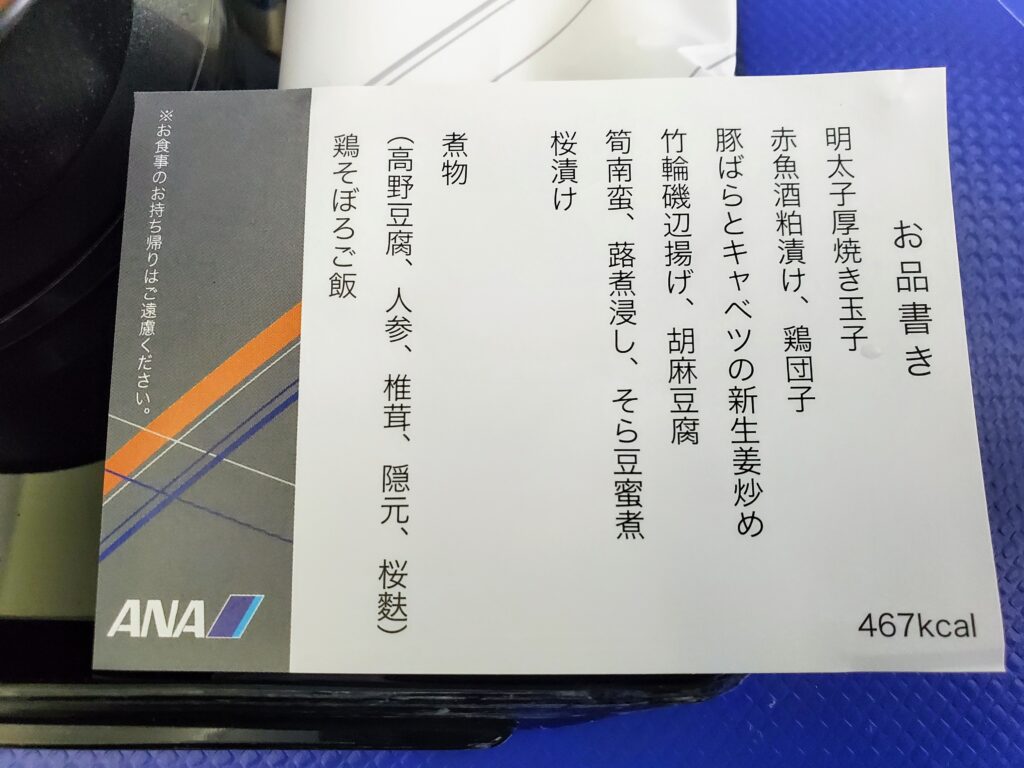 お品書き
明太子厚焼き玉子
赤魚酒粕漬け、鶏団子
豚ばらとキャベツの新生姜炒め
竹輪磯辺揚げ、胡麻豆腐
筍南蛮、蕗煮浸し、そら豆蜜煮
桜漬け
煮物
（高野豆腐、人参、椎茸、隠元、桜麩）
鶏そぼろご飯
467kcal
※お食事のお持ち帰りはご遠慮ください。
ANA